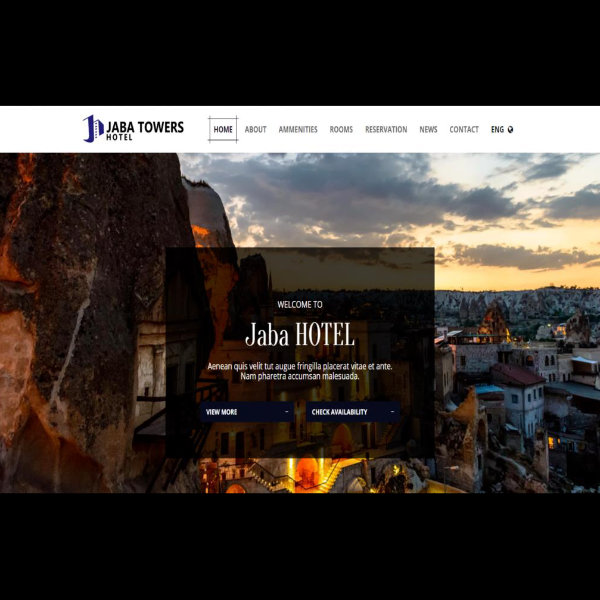 JABA TOWERS
HOTEL
HOME ABOUT AMMENITIES ROOMS RESERVATION NEWS CONTACT ENG
WELCOME TO
Jaba HOTEL
Aenean quis velit tut augue fringilla placerat vitae et ante.
Nam pharetra accumsan malesuada.
VIEW MORE
CHECK AVAILABILITY